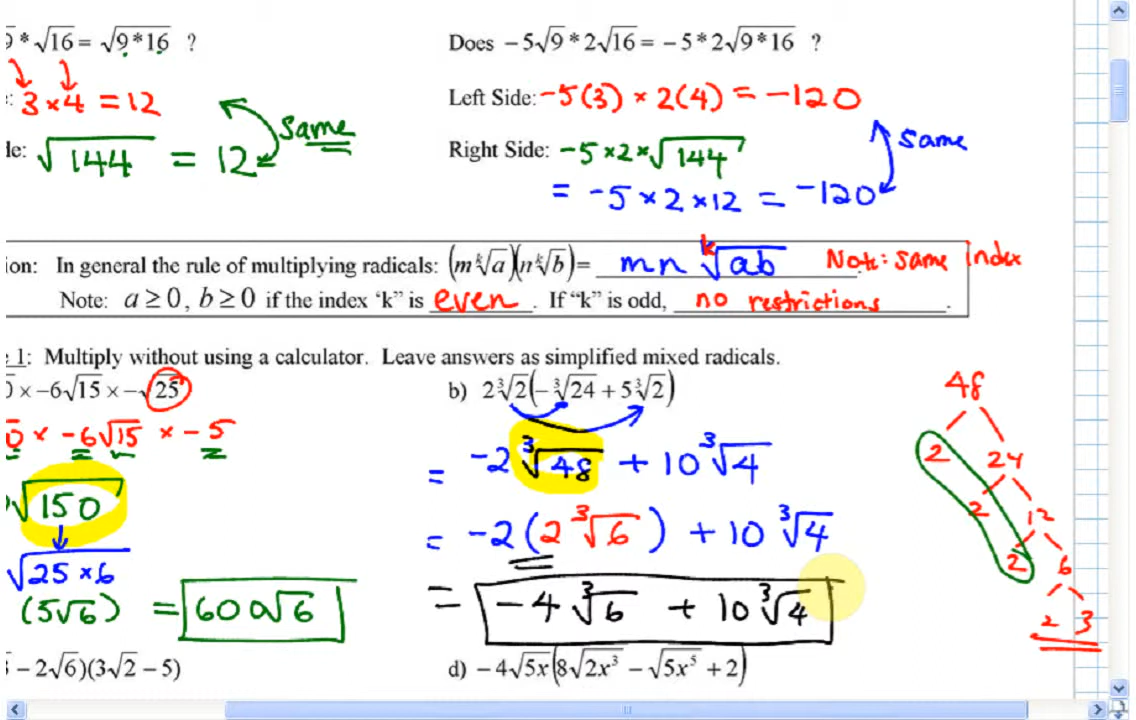 √9 * √16 = √(9 * 16) ?
3 × 4 = 12
de: √144 = 12
same
Does −5√9 * 2√16 = −5 * 2√(9 * 16) ?
Left Side: −5(3) × 2(4) = −120
Right Side: −5 × 2 × √144
= −5 × 2 × 12 = −120
same
ion: In general the rule of multiplying radicals: (m ᵏ√a)(n ᵏ√b) = mn ᵏ√(ab) Note: same index
Note: a ≥ 0, b ≥ 0 if the index ‘k” is even. If “k” is odd, no restrictions.
1: Multiply without using a calculator. Leave answers as simplified mixed radicals.
0 × −6√15 × −√25
0 × −6√15 × −5
√150
√(25 × 6)
(5√6) = 600√6
b) 2∛2(−∛24 + 5∛2)
= −2∛48 + 10∛4
= −2(2∛6) + 10∛4
= −4∛6 + 10∛4
48
2 24
2 12
2 6
2 3
− 2√6)(3√2 − 5)
d) −4√(5x)(8√(2x³) − √(5x⁵) + 2)